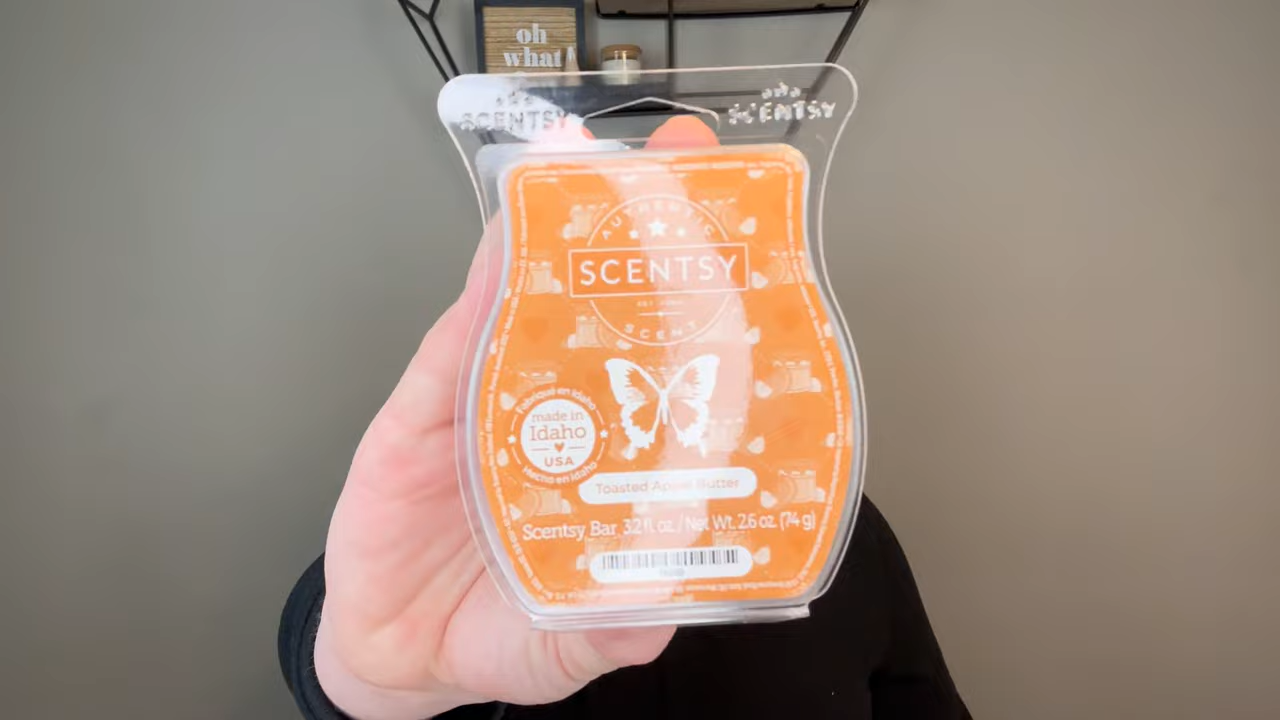 oh
what
SCENTSY
SCENTSY
AUTHENTIC
SCENTSY
SCENT
Fabriqué en Idaho
made in
Idaho
USA
Hecho en Idaho
Toasted Apple Butter
Scentsy Bar 3.2 fl. oz. / Net Wt. 2.6 oz. (74 g)